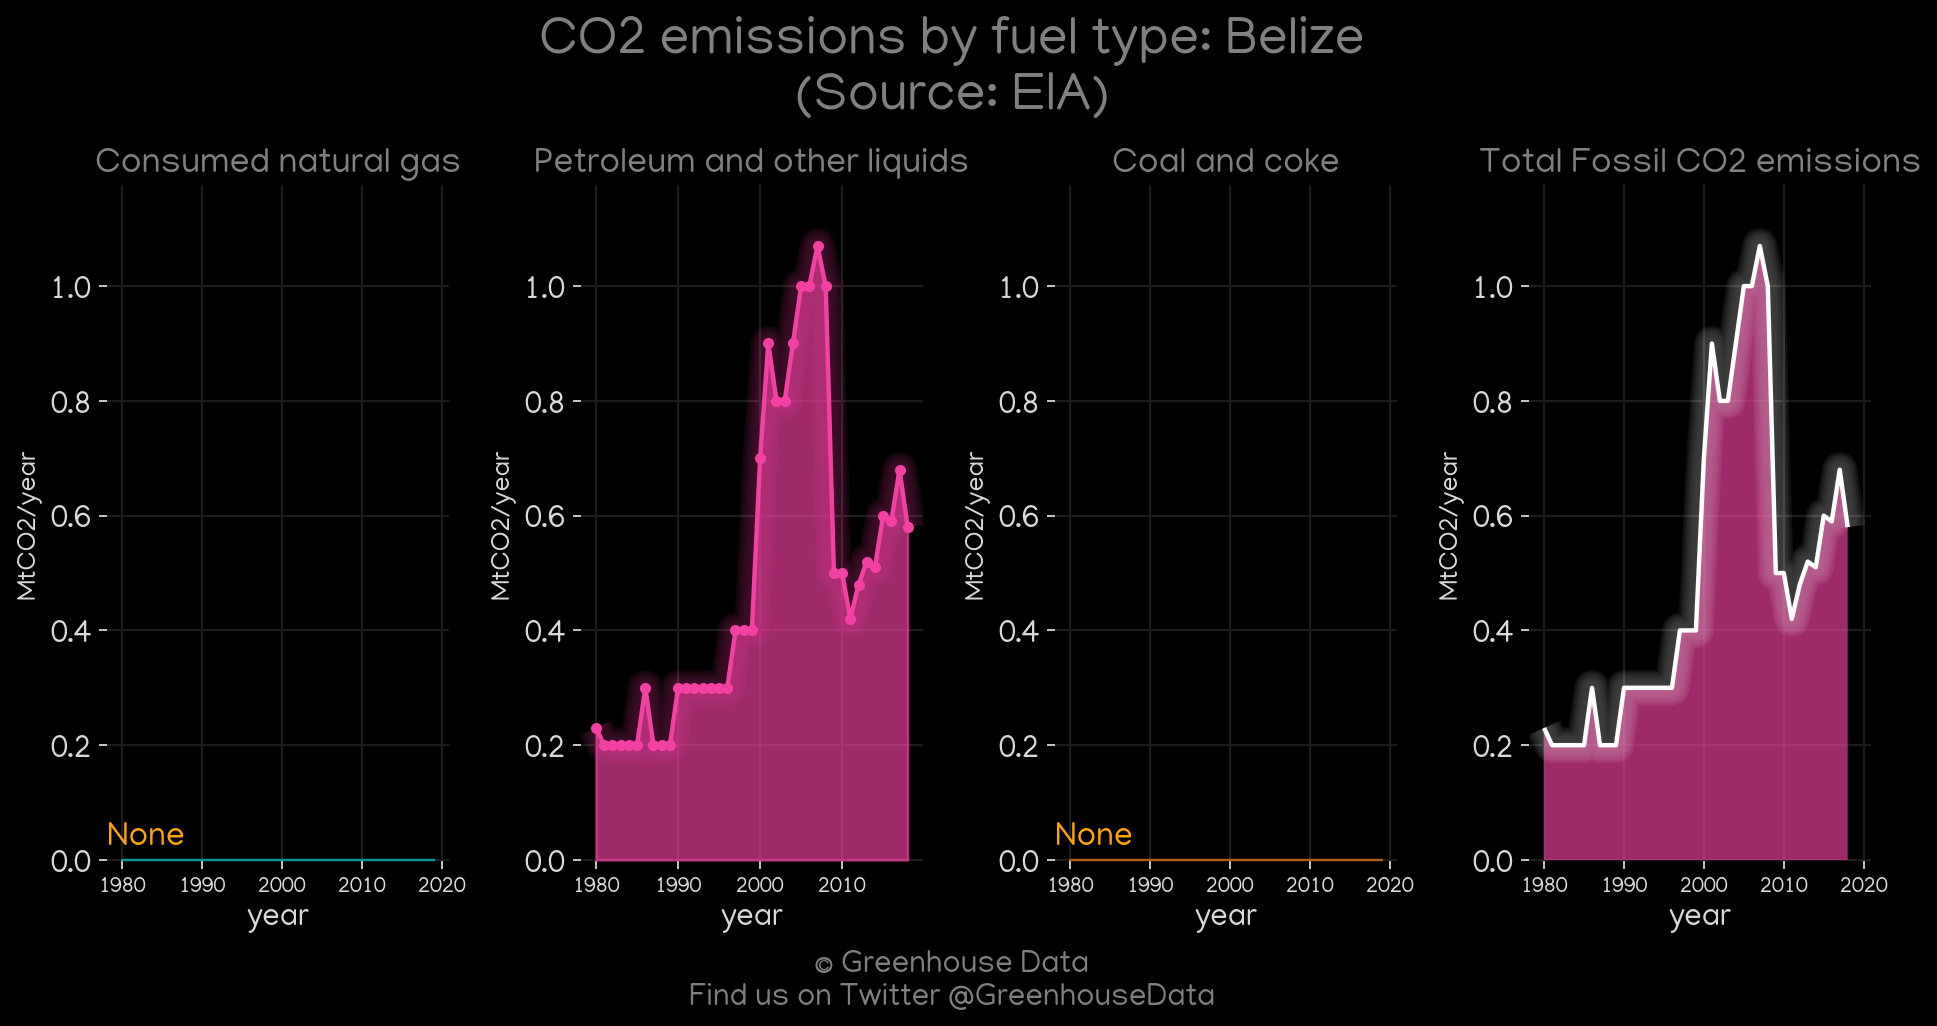 CO2 emissions by fuel type: Belize
(Source: EIA)
Consumed natural gas
Petroleum and other liquids
Coal and coke
Total Fossil CO2 emissions
MtCO2/year
1.0
0.8
0.6
0.4
0.2
0.0
None
1980 1990 2000 2010 2020
year
MtCO2/year
1.0
0.8
0.6
0.4
0.2
0.0
1980 1990 2000 2010
year
MtCO2/year
1.0
0.8
0.6
0.4
0.2
0.0
None
1980 1990 2000 2010 2020
year
MtCO2/year
1.0
0.8
0.6
0.4
0.2
0.0
1980 1990 2000 2010 2020
year
© Greenhouse Data
Find us on Twitter @GreenhouseData